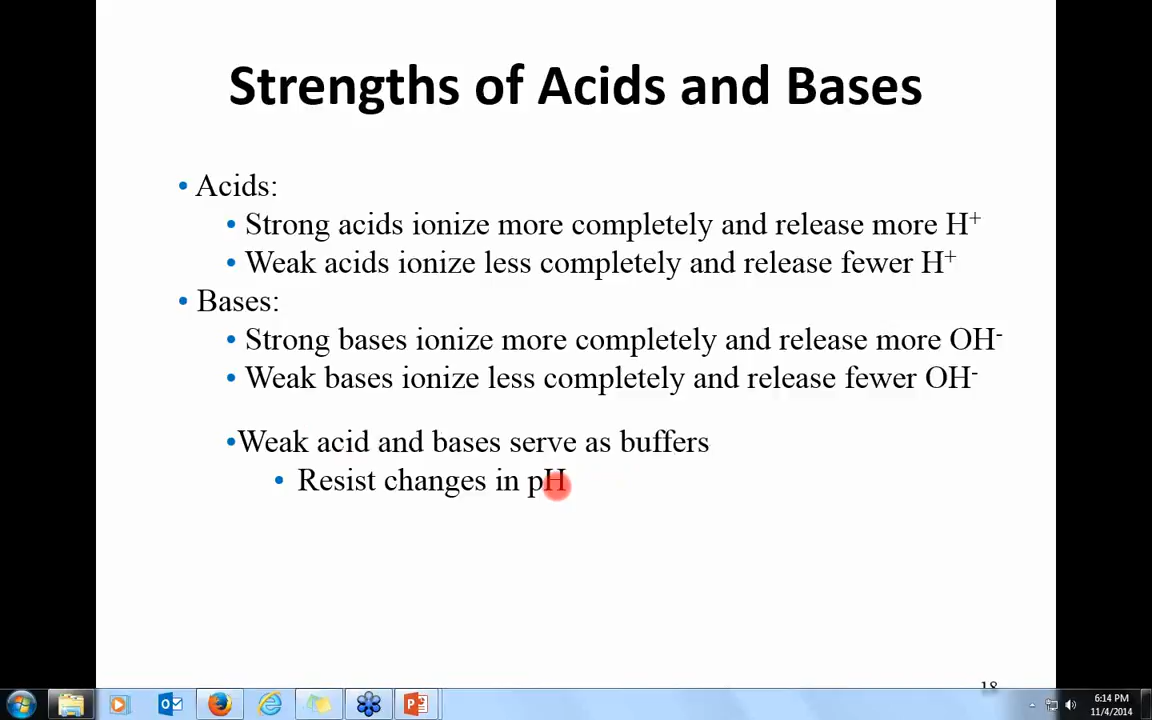 Strengths of Acids and Bases
• Acids:
• Strong acids ionize more completely and release more H⁺
• Weak acids ionize less completely and release fewer H⁺
• Bases:
• Strong bases ionize more completely and release more OH⁻
• Weak bases ionize less completely and release fewer OH⁻
•Weak acid and bases serve as buffers
• Resist changes in pH
18
6:14 PM
11/4/2014